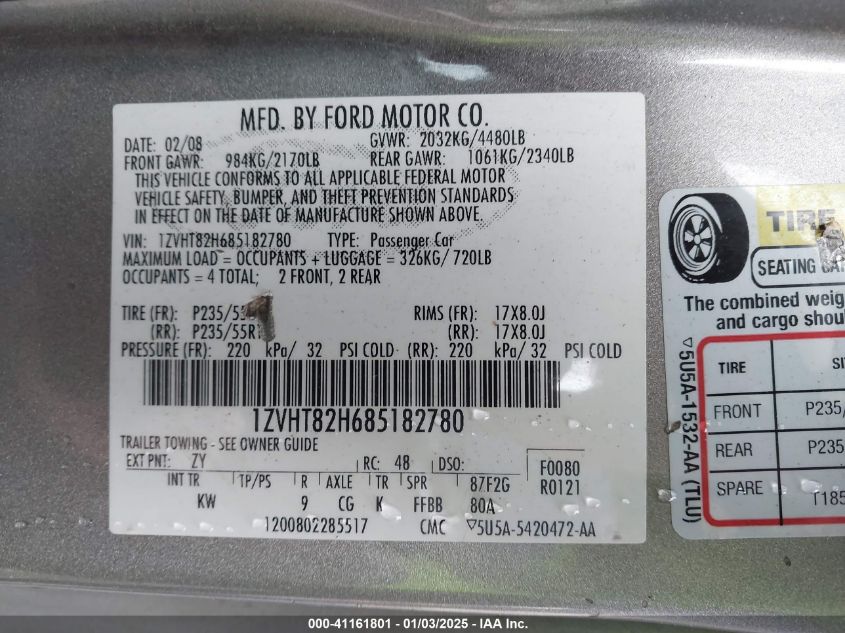 MFD. BY FORD MOTOR CO.
DATE: 02/08 GVWR: 2032KG/4480LB
FRONT GAWR: 984KG/2170LB REAR GAWR: 1061KG/2340LB
THIS VEHICLE CONFORMS TO ALL APPLICABLE FEDERAL MOTOR
VEHICLE SAFETY, BUMPER, AND THEFT PREVENTION STANDARDS
IN EFFECT ON THE DATE OF MANUFACTURE SHOWN ABOVE.
VIN: 1ZVHT82H685182780 TYPE: Passenger Car
MAXIMUM LOAD = OCCUPANTS + LUGGAGE = 326KG/720LB
OCCUPANTS = 4 TOTAL; 2 FRONT, 2 REAR
TIRE (FR): P235/55 RIMS (FR): 17X8.0J
(RR): P235/55R (RR): 17X8.0J
PRESSURE (FR): 220 kPa/ 32 PSI COLD (RR): 220 kPa/ 32 PSI COLD
1ZVHT82H685182780
TRAILER TOWING - SEE OWNER GUIDE
EXT PNT: ZY RC: 48 DSO: F0080
INT TR TP/PS R AXLE TR SPR 87F2G R0121
KW 9 CG K FFBB 80A
1200802285517 CMC ▽5U5A-5420472-AA
TIRE
SEATING
The combined
and cargo
▽5U5A-1532-AA (TLU)
TIRE
FRONT P235/
REAR P235
SPARE T185
000-41161801 - 01/03/2025 - IAAI.com